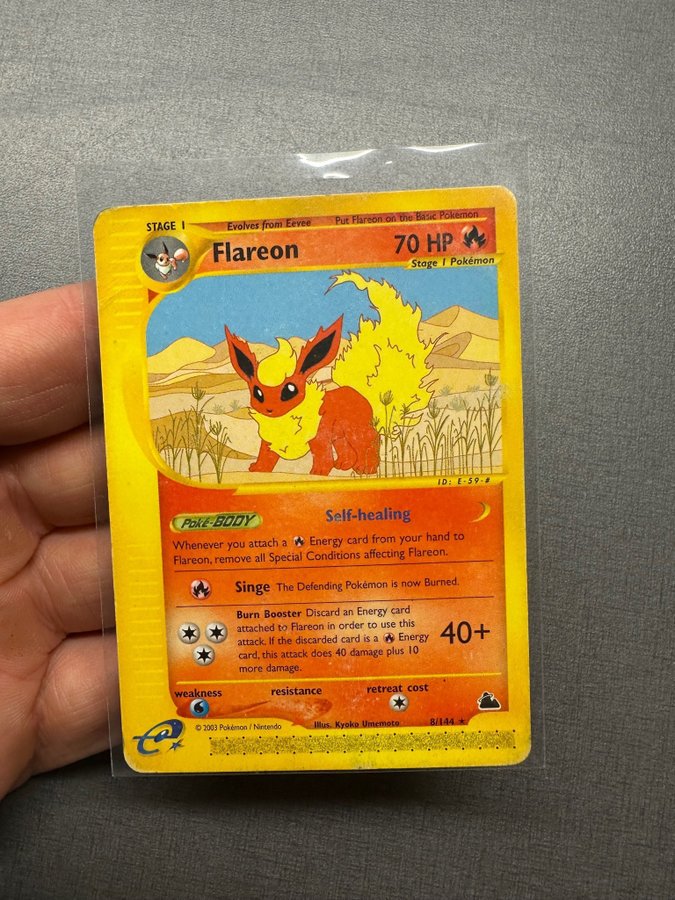 STAGE 1 Evolves from Eevee Put Flareon on the Basic Pokémon
Flareon 70 HP
Stage 1 Pokémon
ID: E-59-#
Poké-BODY Self-healing
Whenever you attach a Energy card from your hand to
Flareon, remove all Special Conditions affecting Flareon.
Singe The Defending Pokémon is now Burned.
Burn Booster Discard an Energy card
attached to Flareon in order to use this
attack. If the discarded card is a Energy
card, this attack does 40 damage plus 10
more damage.
40+
weakness resistance retreat cost
Illus. Kyoko Umemoto 8/144
© 2003 Pokémon / Nintendo
e